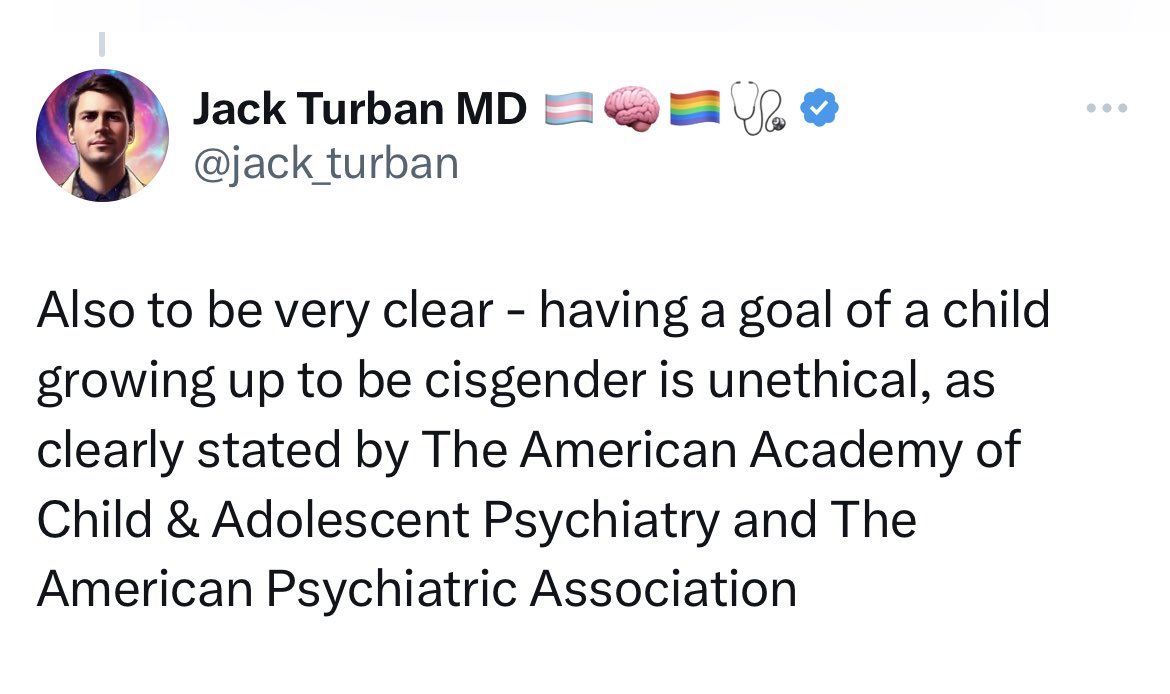 Jack Turban MD 🏳️‍⚧️🧠🏳️‍🌈🩺
@jack_turban
Also to be very clear - having a goal of a child
growing up to be cisgender is unethical, as
clearly stated by The American Academy of
Child & Adolescent Psychiatry and The
American Psychiatric Association